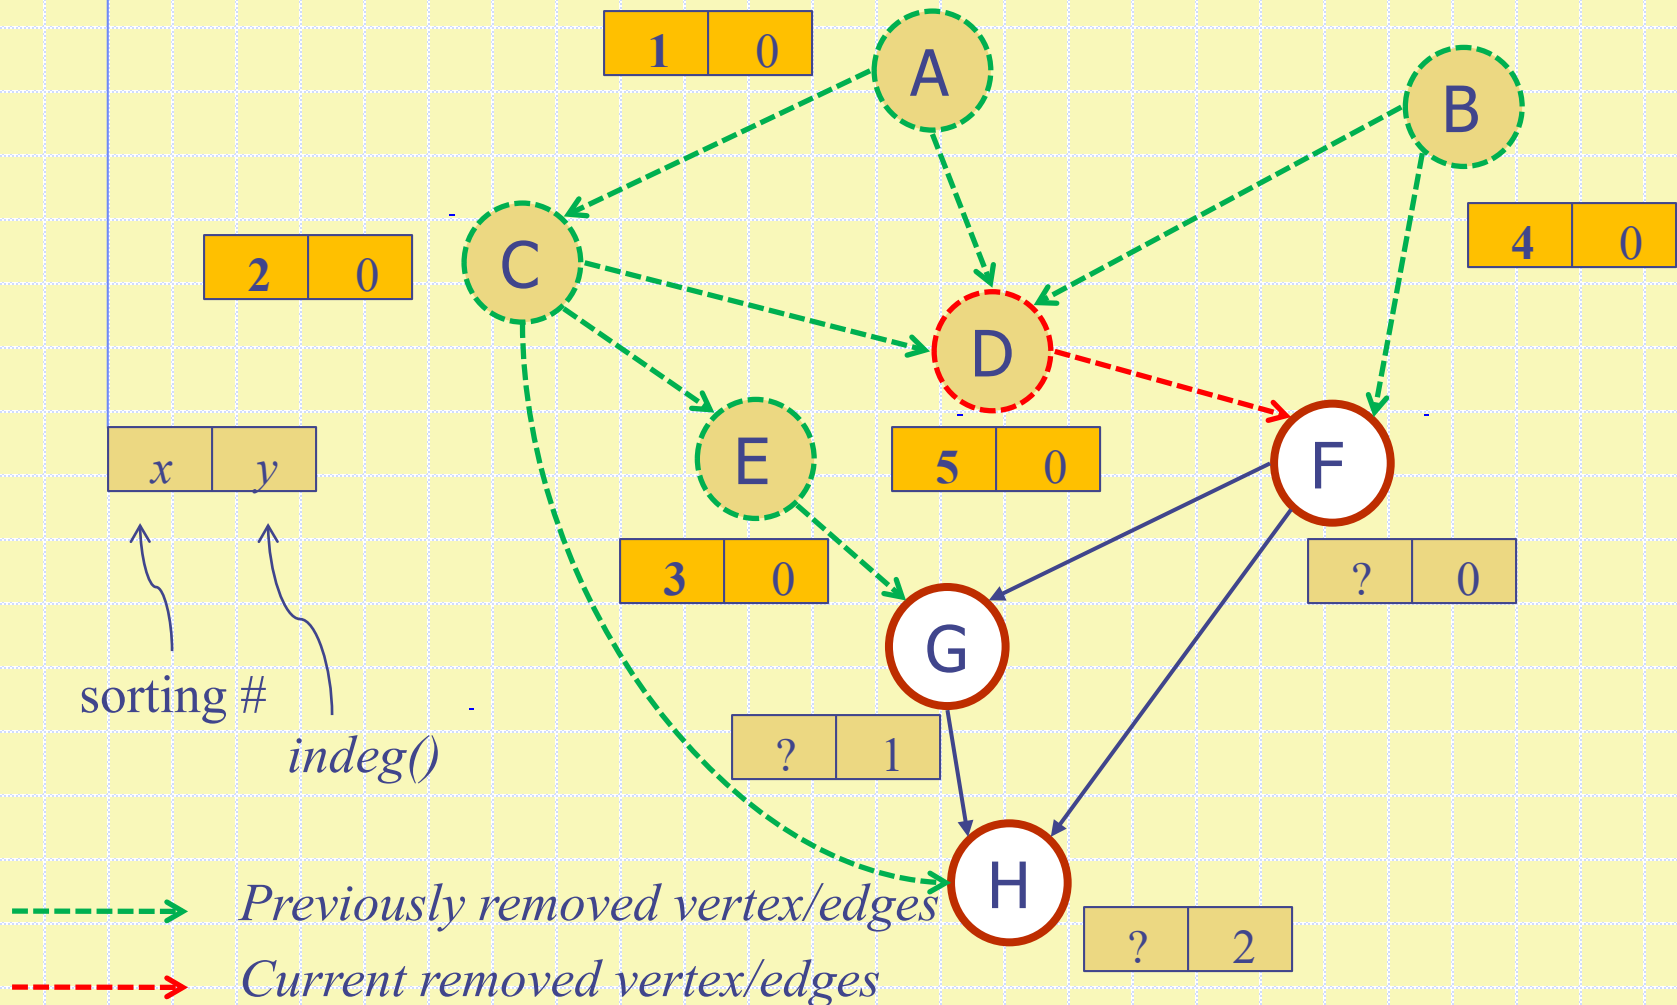 1 0
A
B
4 0
C
2 0
D
x y
E
5 0
F
3 0
? 0
G
sorting #
indeg()
? 1
H
Previously removed vertex/edges
? 2
Current removed vertex/edges